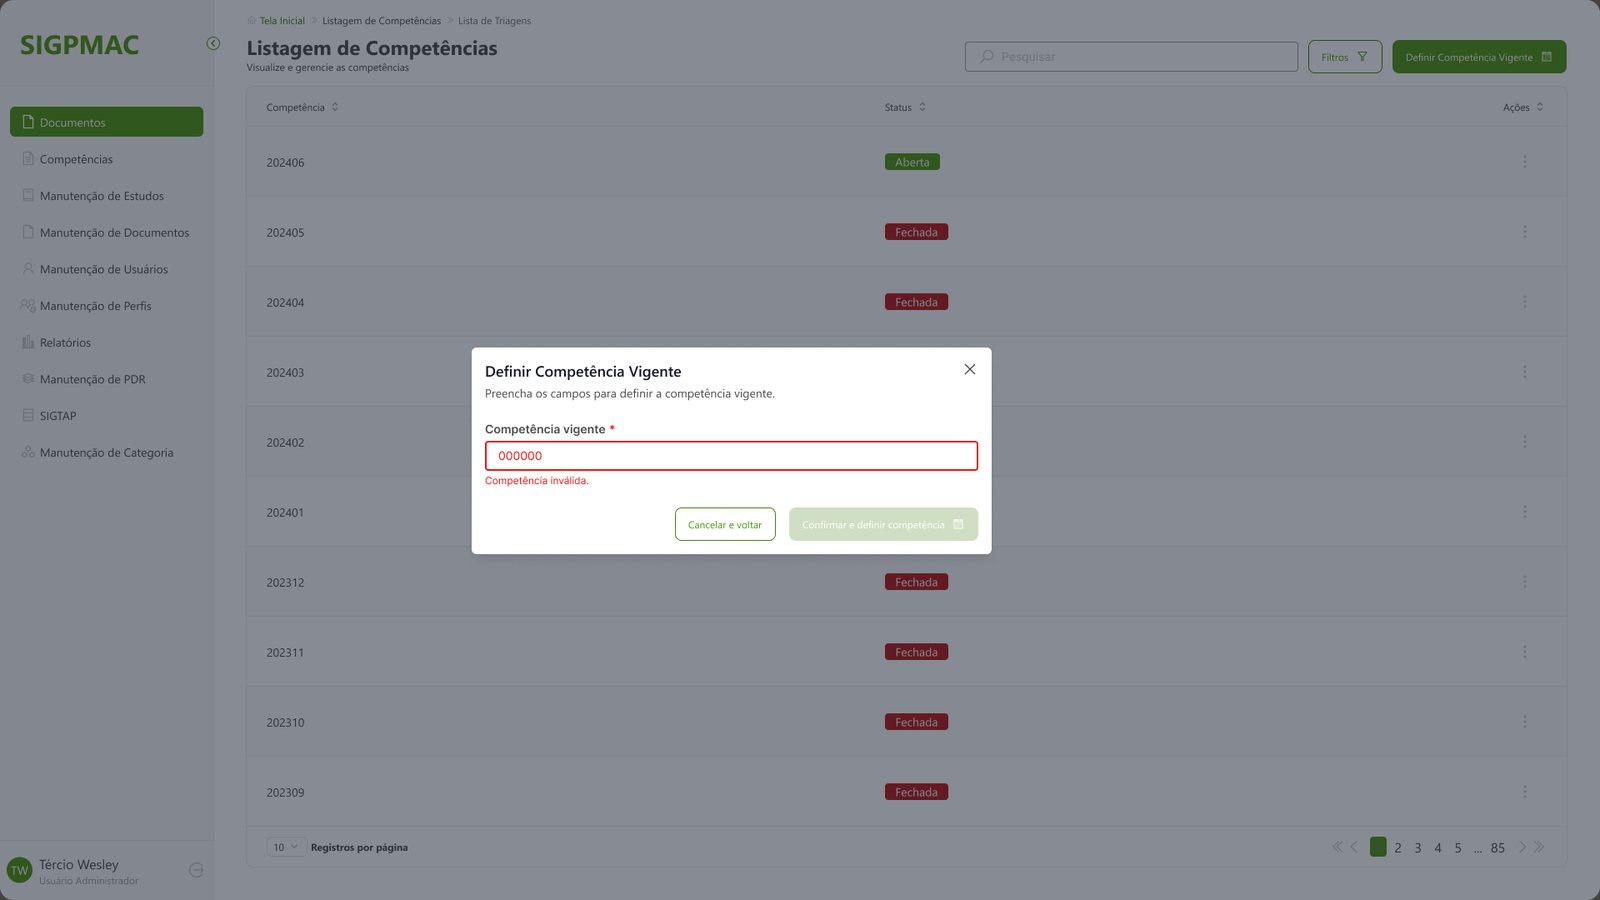 SIGPMAC
Documentos
Competências
Manutenção de Estudos
Manutenção de Documentos
Manutenção de Usuários
Manutenção de Perfis
Relatórios
Manutenção de PDR
SIGTAP
Manutenção de Categoria
TW
Tércio Wesley
Usuário Administrador
Tela Inicial > Listagem de Competências > Lista de Triagens
Listagem de Competências
Visualize e gerencie as competências
Pesquisar
Filtros
Definir Competência Vigente
Competência Status Ações
202406 Aberta
202405 Fechada
202404 Fechada
202403
202402
202401
202312 Fechada
202311 Fechada
202310 Fechada
202309 Fechada
10 Registros por página
2 3 4 5 ... 85
Definir Competência Vigente
Preencha os campos para definir a competência vigente.
Competência vigente *
000000
Competência inválida.
Cancelar e voltar
Confirmar e definir competência